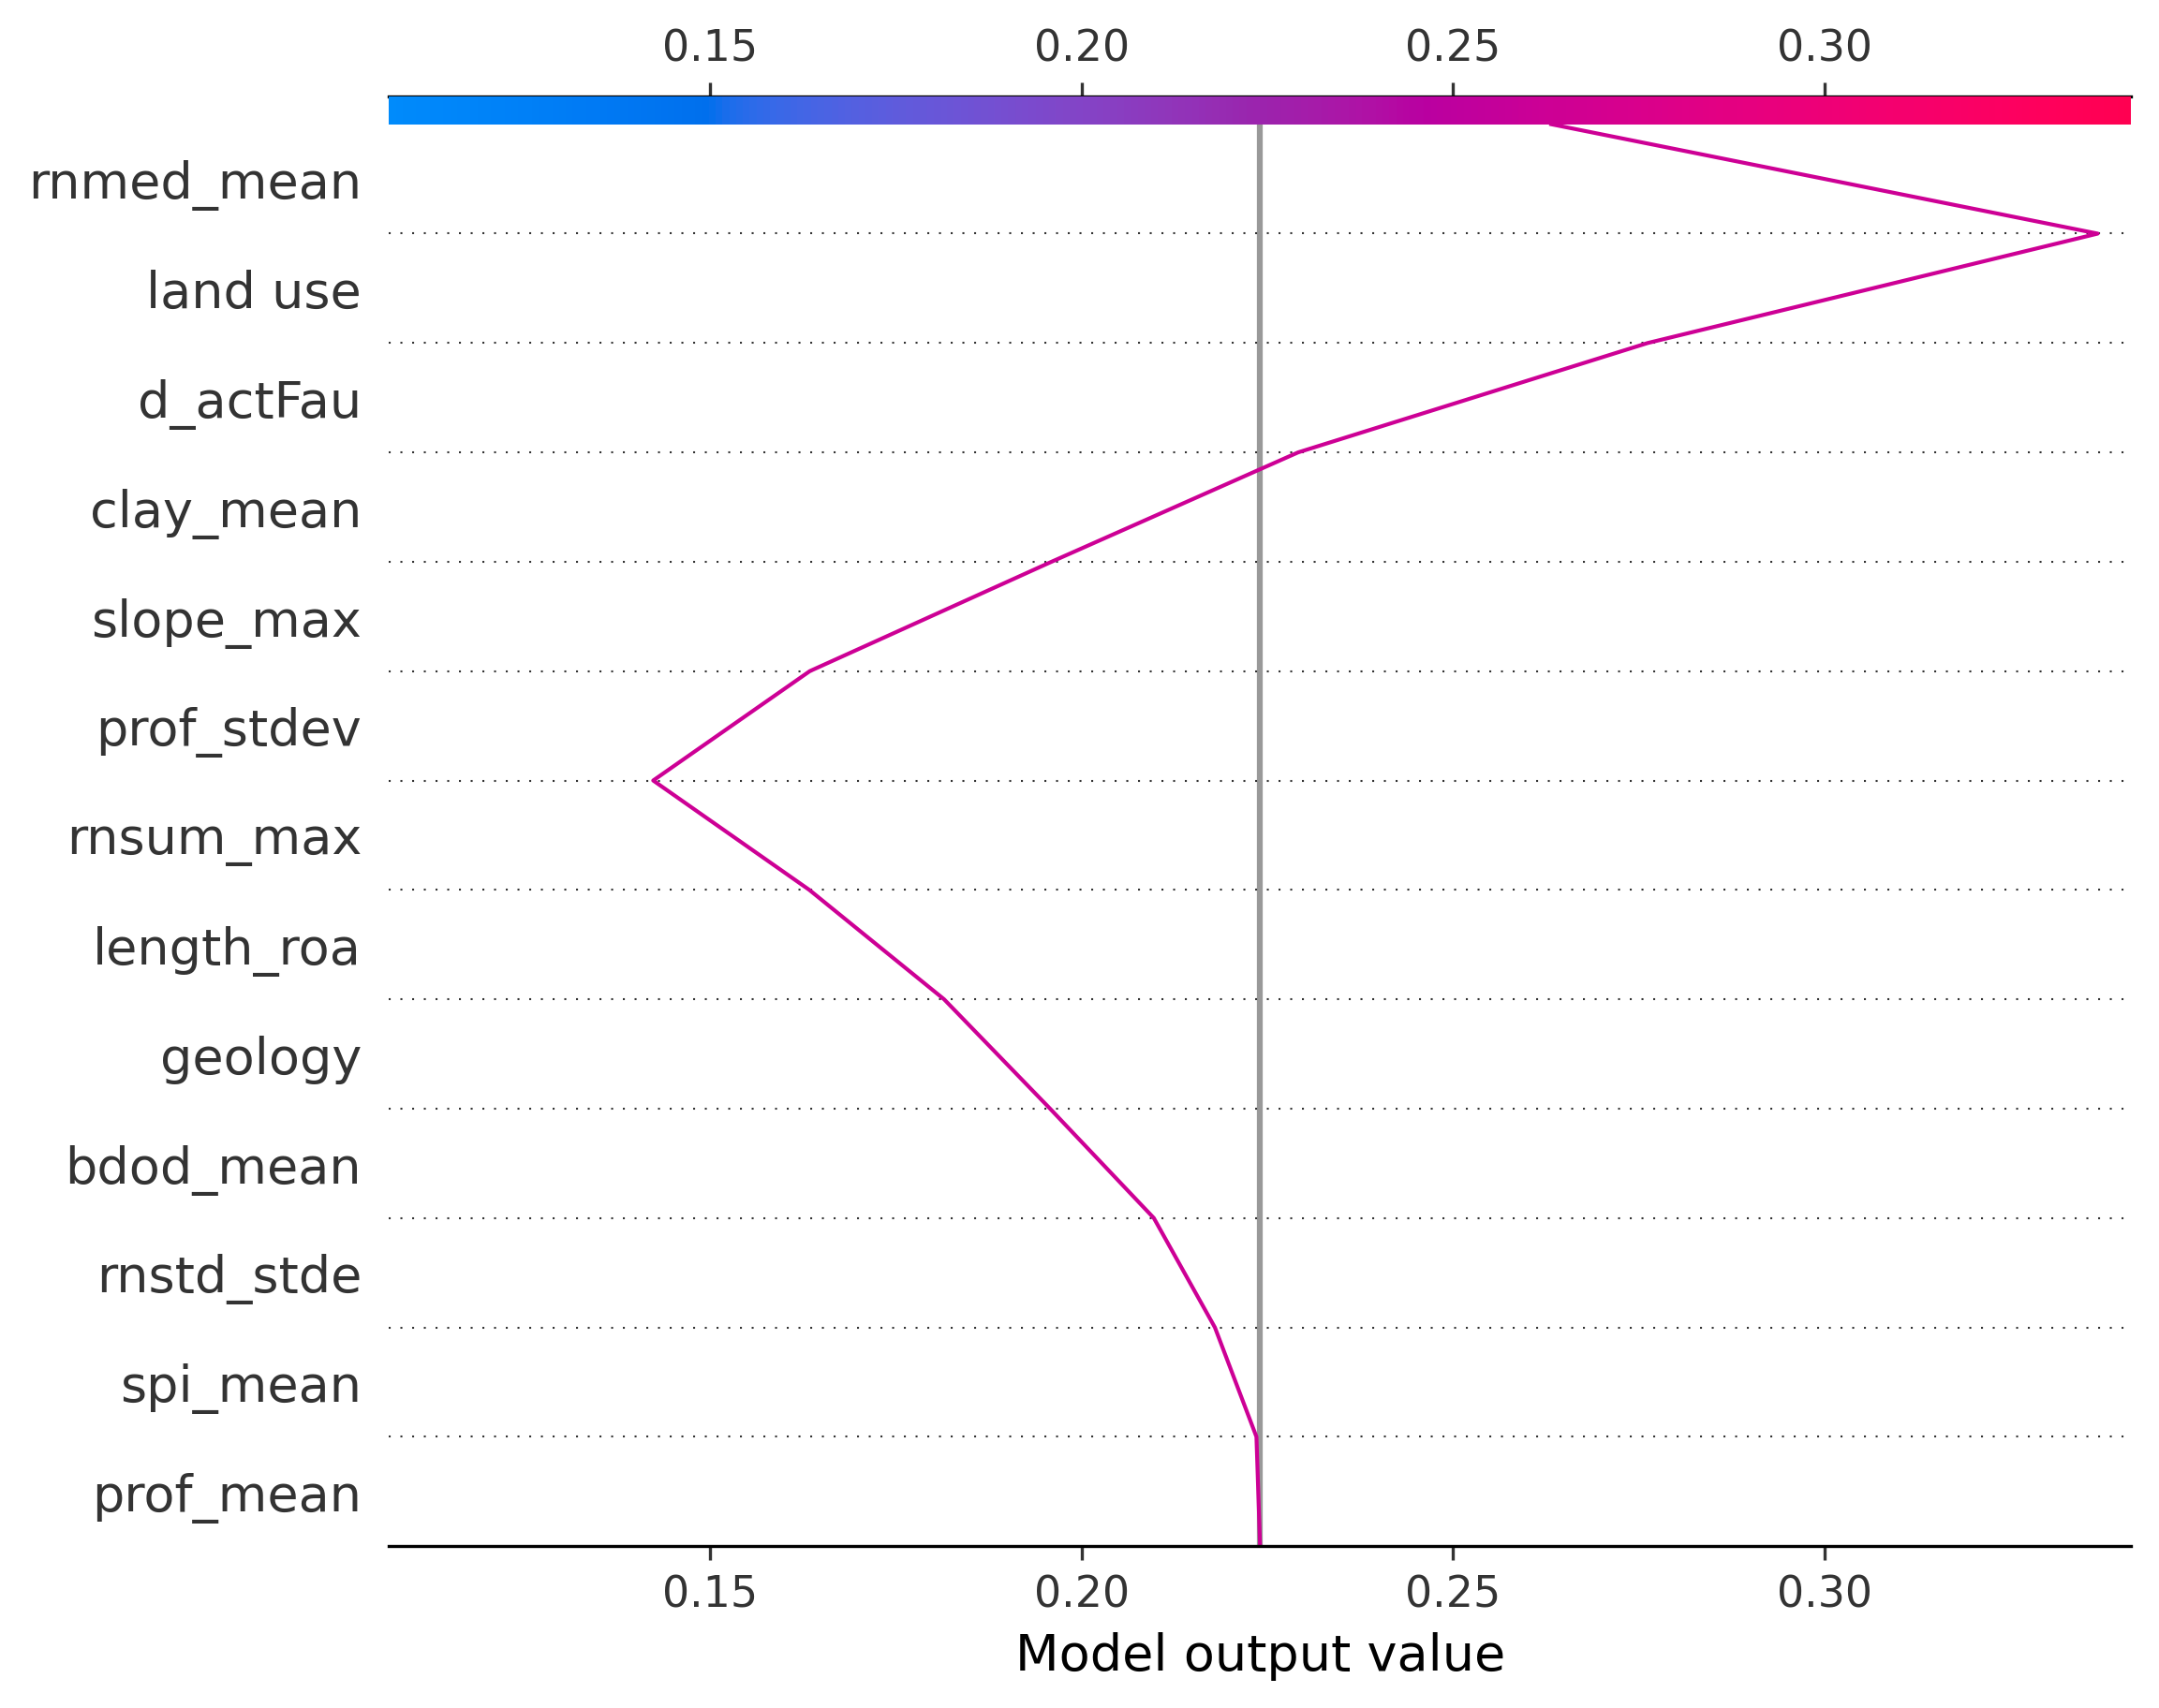 0.15 0.20 0.25 0.30
rnmed_mean
land use
d_actFau
clay_mean
slope_max
prof_stdev
rnsum_max
length_roa
geology
bdod_mean
rnstd_stde
spi_mean
prof_mean
0.15 0.20 0.25 0.30
Model output value